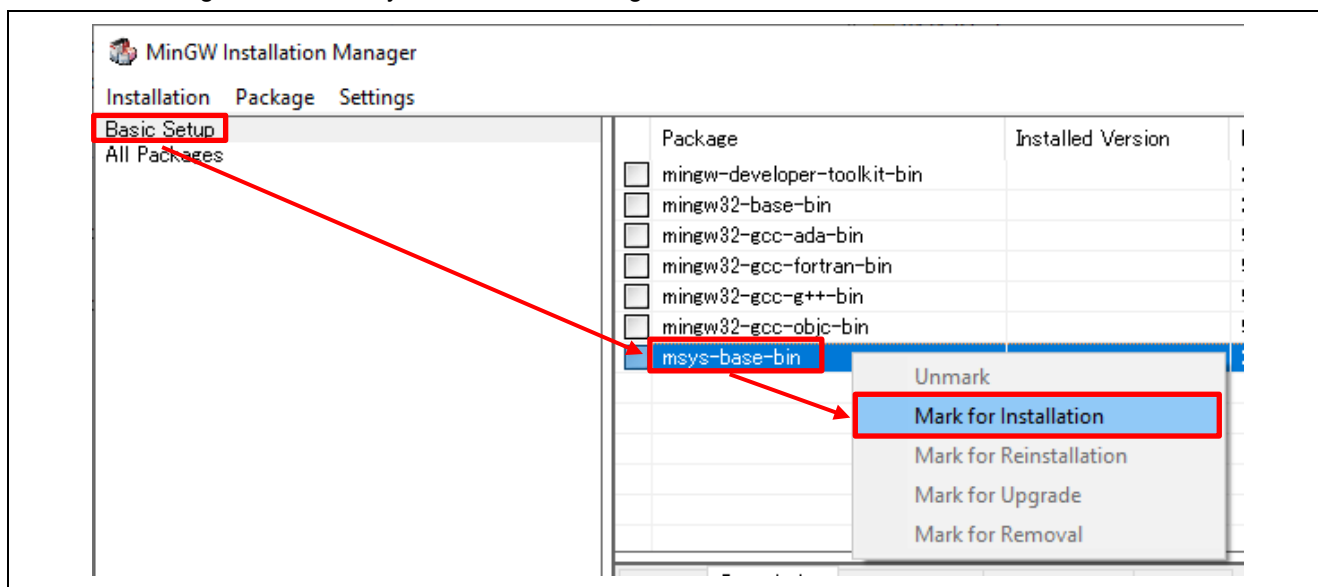 MinGW Installation Manager
Installation Package Settings
Basic Setup
All Packages
Package Installed Version
mingw-developer-toolkit-bin
mingw32-base-bin
mingw32-gcc-ada-bin
mingw32-gcc-fortran-bin
mingw32-gcc-g++-bin
mingw32-gcc-objc-bin
msys-base-bin
Unmark
Mark for Installation
Mark for Reinstallation
Mark for Upgrade
Mark for Removal